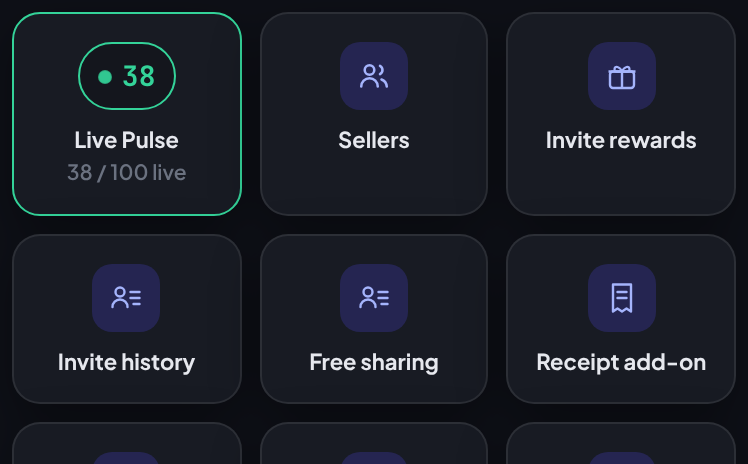 38
Live Pulse
38 / 100 live
Sellers
Invite rewards
Invite history
Free sharing
Receipt add-on